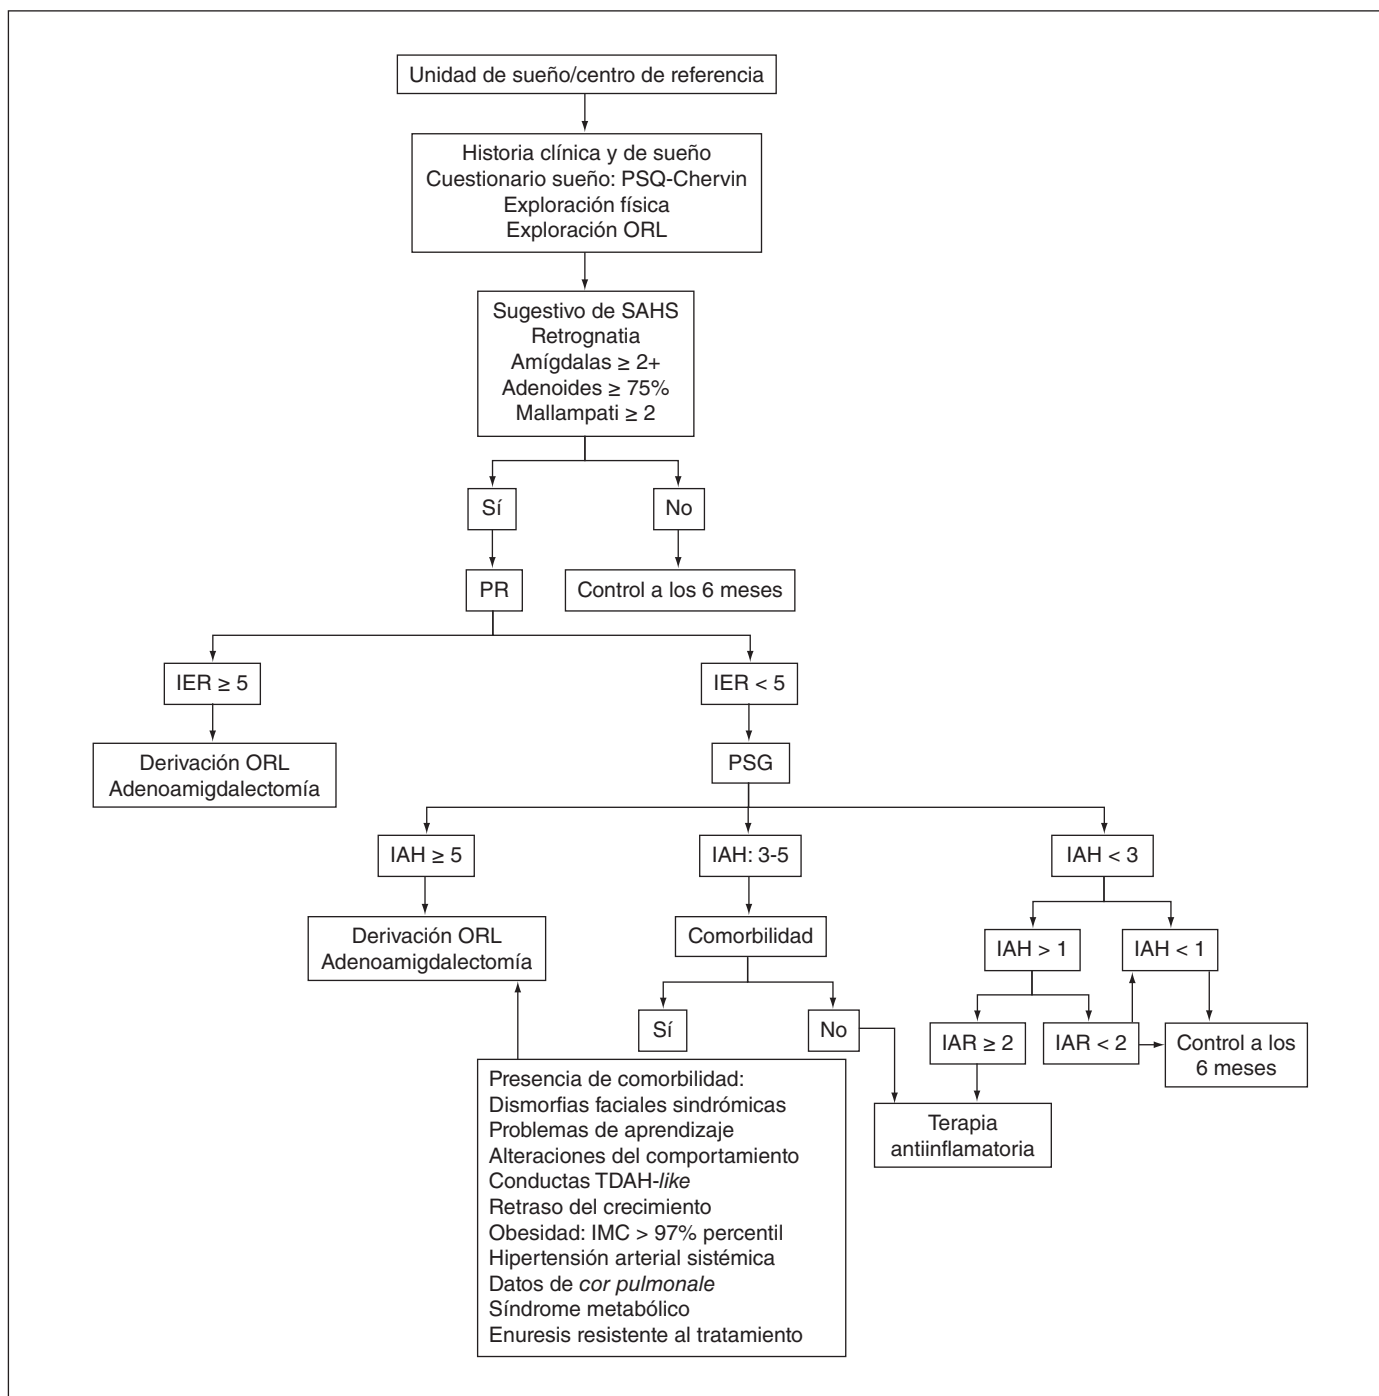 Unidad de sueño/centro de referencia
Historia clínica y de sueño
Cuestionario sueño: PSQ-Chervin
Exploración física
Exploración ORL
Sugestivo de SAHS
Retrognatia
Amígdalas ≥ 2+
Adenoides ≥ 75%
Mallampati ≥ 2
Sí
No
PR
Control a los 6 meses
IER ≥ 5
IER < 5
Derivación ORL
Adenoamigdalectomía
PSG
IAH ≥ 5
IAH: 3-5
IAH < 3
Derivación ORL
Adenoamigdalectomía
Comorbilidad
IAH > 1
IAH < 1
Sí
No
IAR ≥ 2
IAR < 2
Control a los
6 meses
Presencia de comorbilidad:
Dismorfias faciales sindrómicas
Problemas de aprendizaje
Alteraciones del comportamiento
Conductas TDAH-like
Retraso del crecimiento
Obesidad: IMC > 97% percentil
Hipertensión arterial sistémica
Datos de cor pulmonale
Síndrome metabólico
Enuresis resistente al tratamiento
Terapia
antiinflamatoria